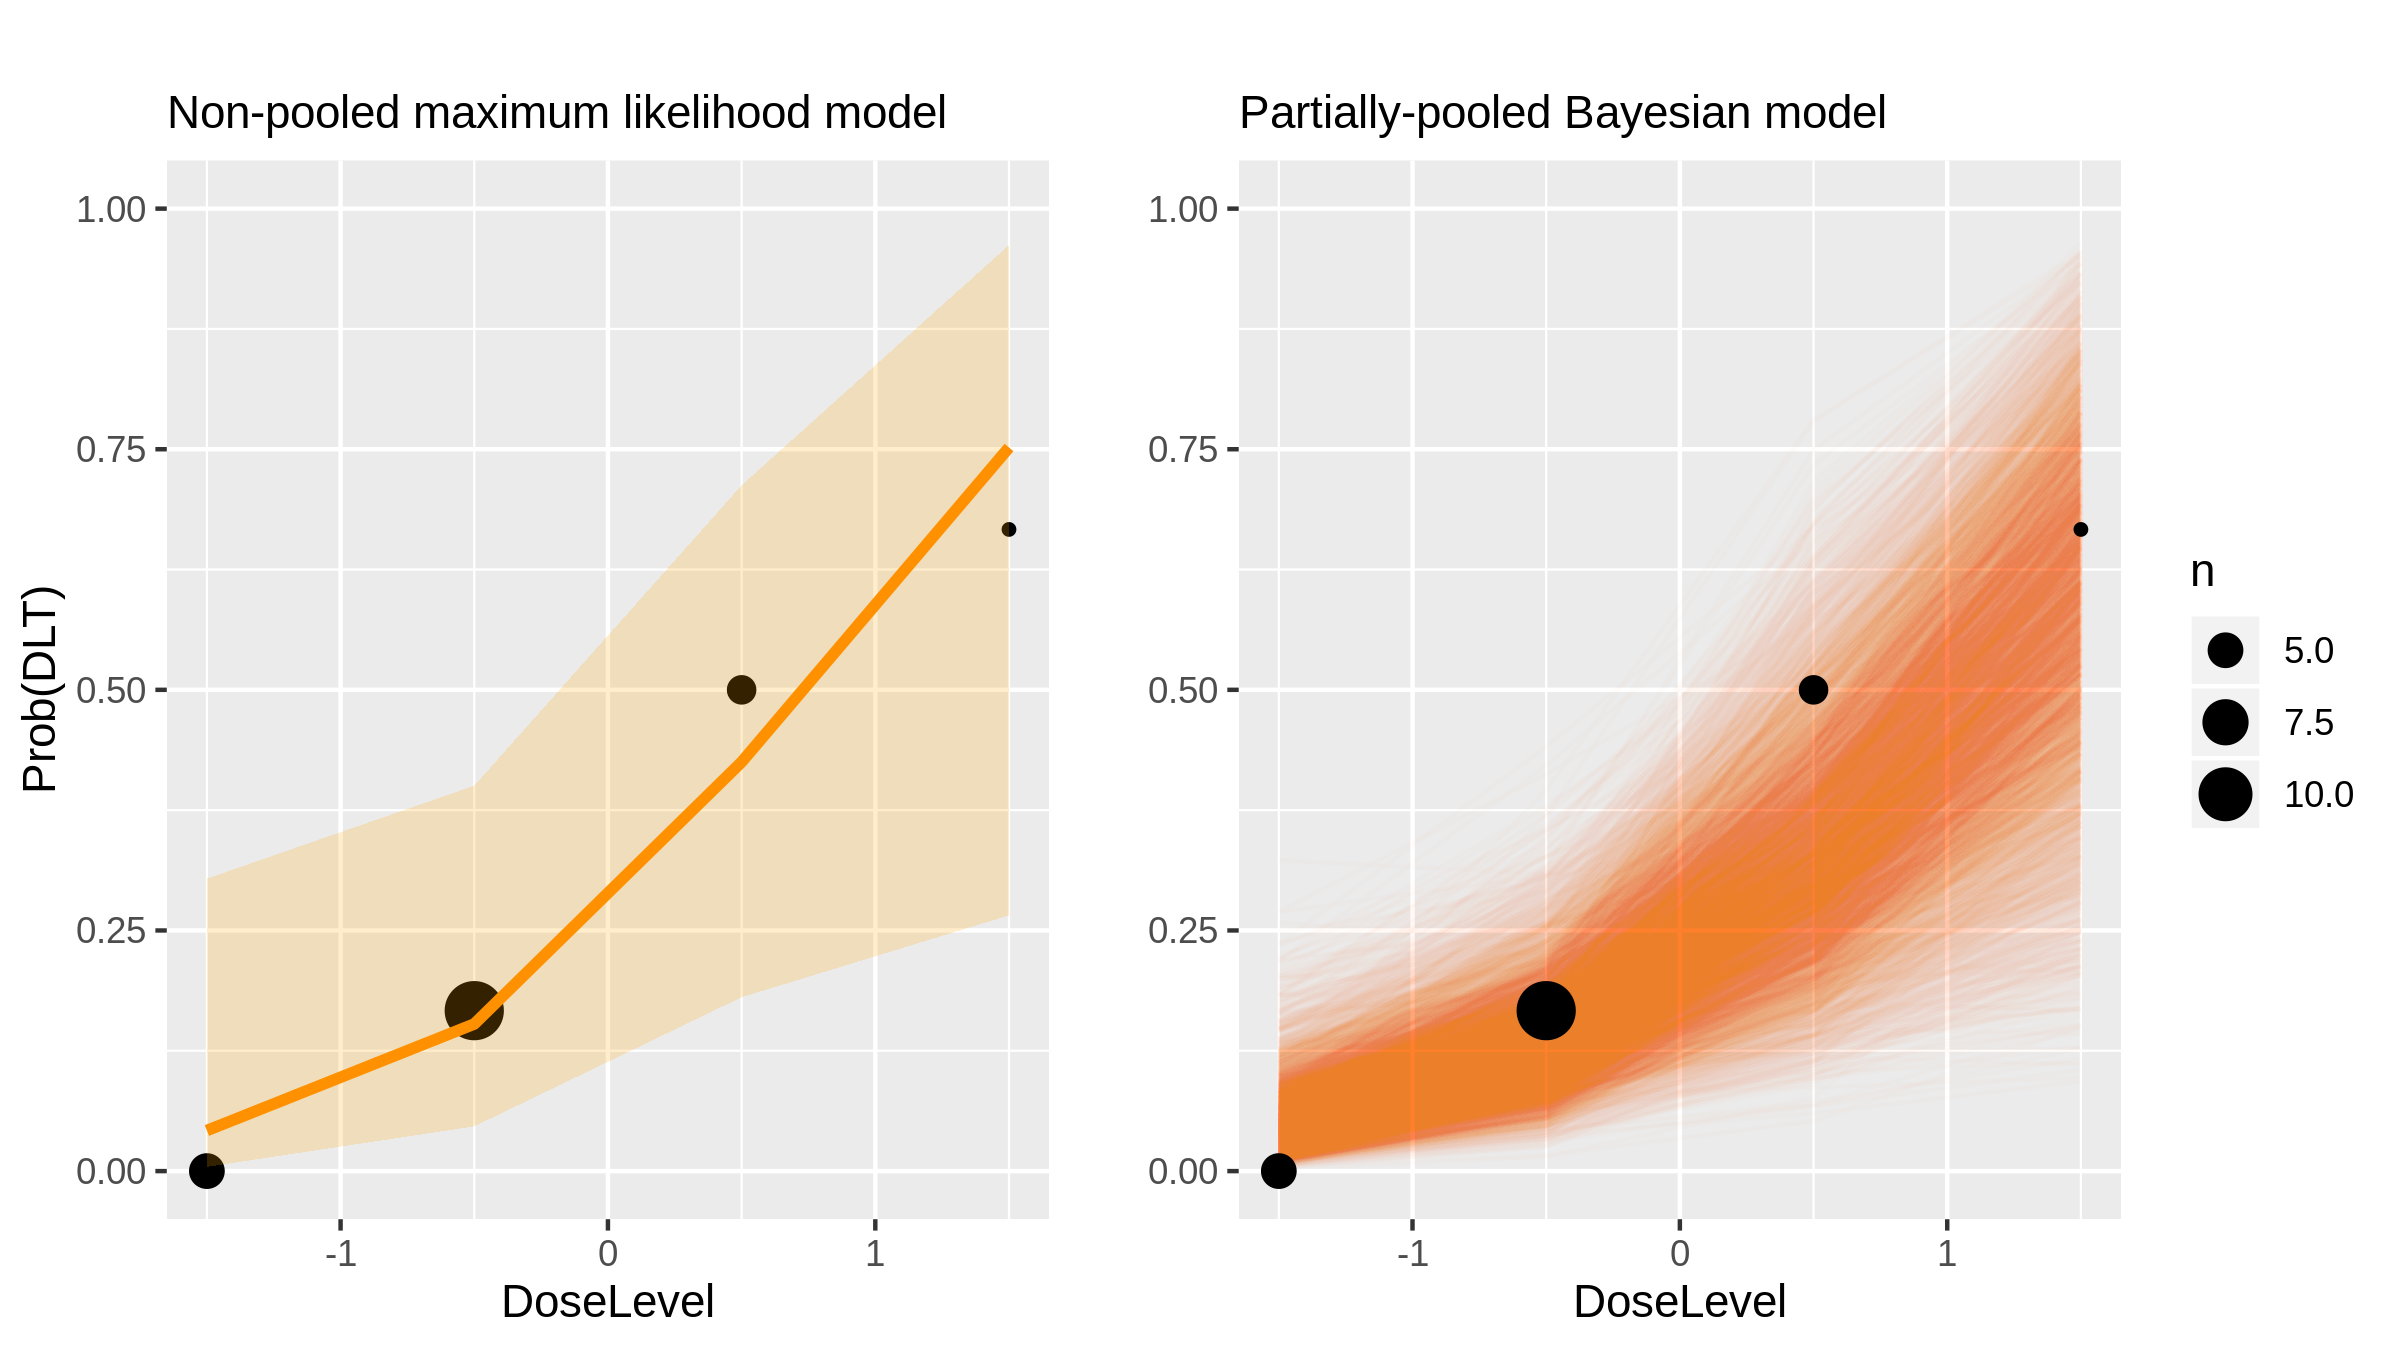 Non-pooled maximum likelihood model
Prob(DLT)
1.00
0.75
0.50
0.25
0.00
-1 0 1
DoseLevel
Partially-pooled Bayesian model
1.00
0.75
0.50
0.25
0.00
-1 0 1
DoseLevel
n
5.0
7.5
10.0